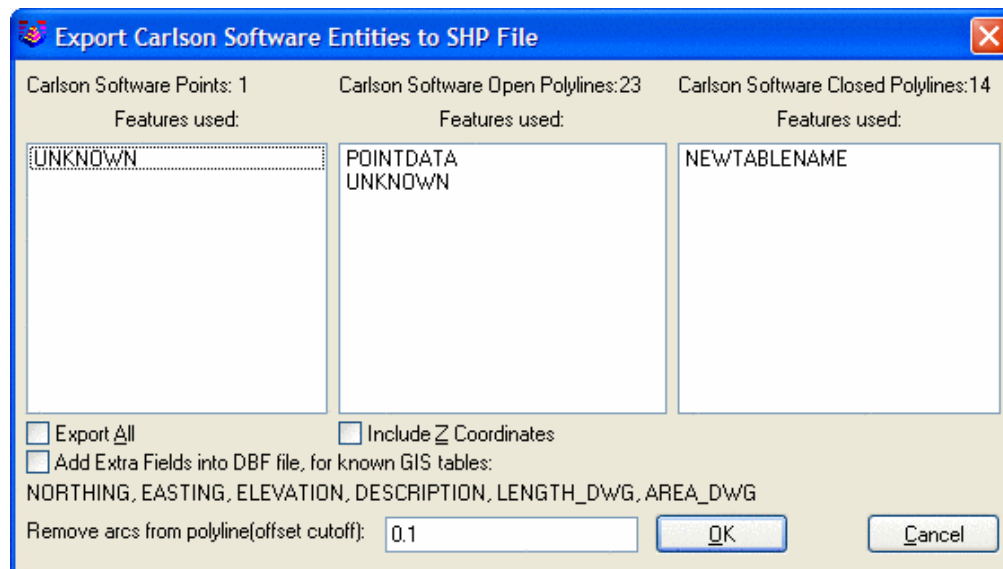 Export Carlson Software Entities to SHP File
Carlson Software Points: 1 Carlson Software Open Polylines:23 Carlson Software Closed Polylines:14
Features used: Features used: Features used:
UNKNOWN POINTDATA NEWTABLENAME
UNKNOWN
Export All Include Z Coordinates
Add Extra Fields into DBF file, for known GIS tables:
NORTHING, EASTING, ELEVATION, DESCRIPTION, LENGTH_DWG, AREA_DWG
Remove arcs from polyline(offset cutoff): 0.1 OK Cancel